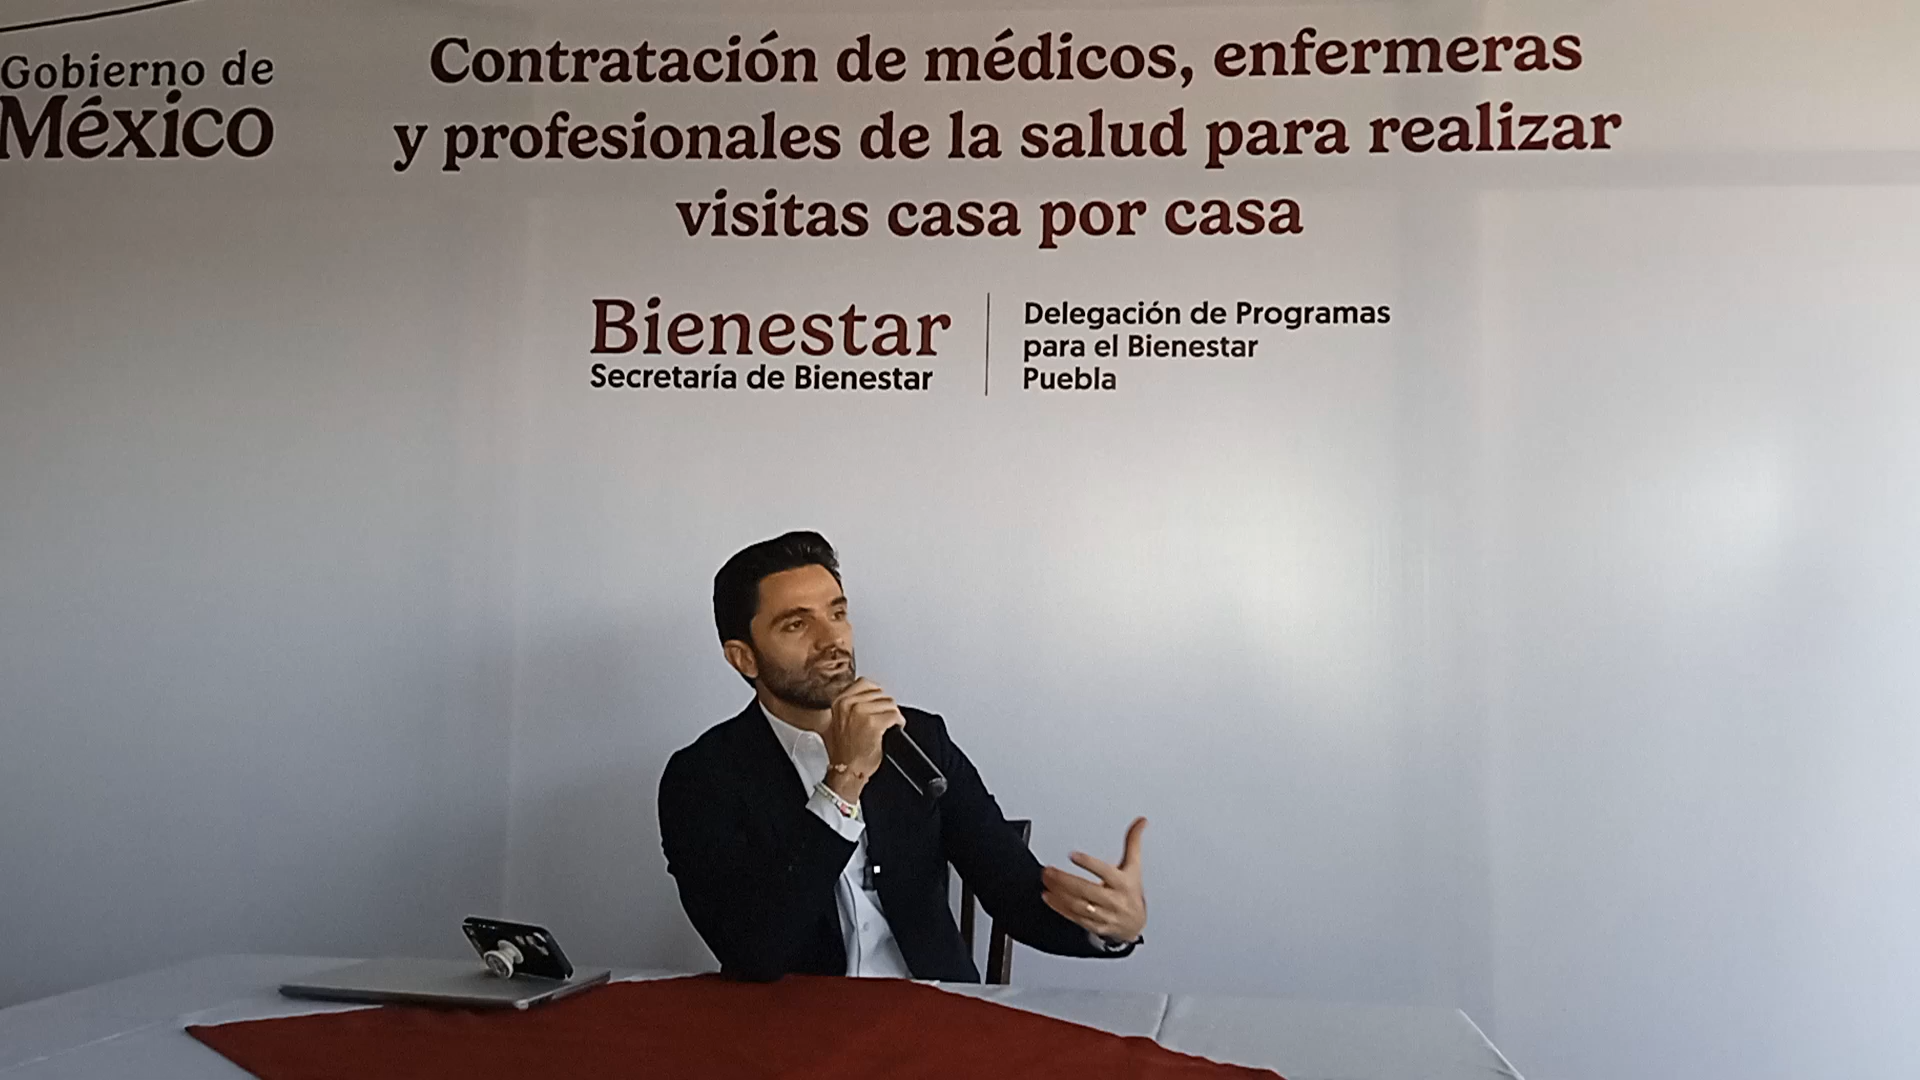 Gobierno de
México
Contratación de médicos, enfermeras
y profesionales de la salud para realizar
visitas casa por casa
Bienestar
Secretaría de Bienestar
Delegación de Programas
para el Bienestar
Puebla